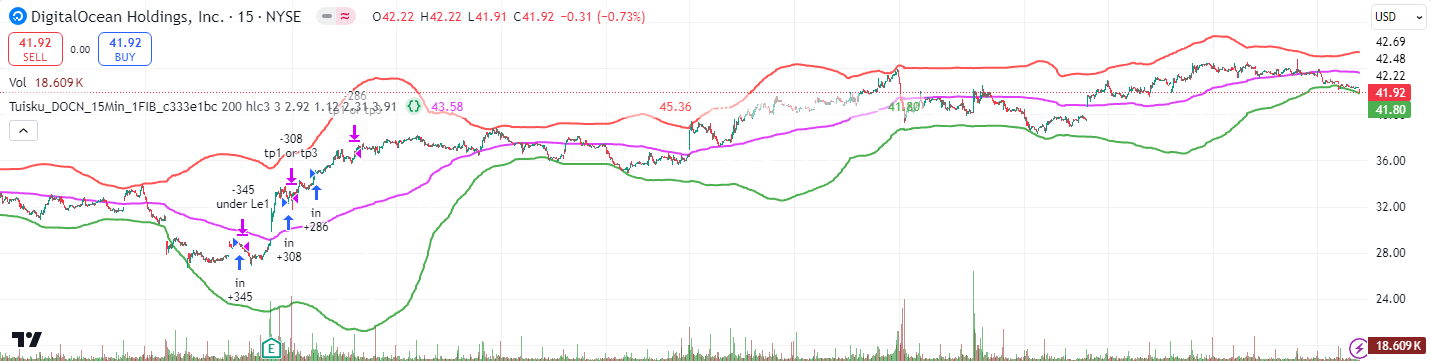 DigitalOcean Holdings, Inc. · 15 · NYSE O42.22 H42.22 L41.91 C41.92 −0.31 (−0.73%)
USD
41.92
SELL
0.00
41.92
BUY
Vol 18.609 K
Tuisku_DOCN_15Min_1FIB_c333e1bc 200 hlc3 3 2.92 1.12 2.31 3.91 43.58 45.36 41.80
-286
tp1 or tp3
-308
tp1 or tp3
-345
under Le1
in
+286
in
+308
in
+345
E
42.69
42.48
42.22
41.92
41.80
36.00
32.00
28.00
24.00
18.609 K